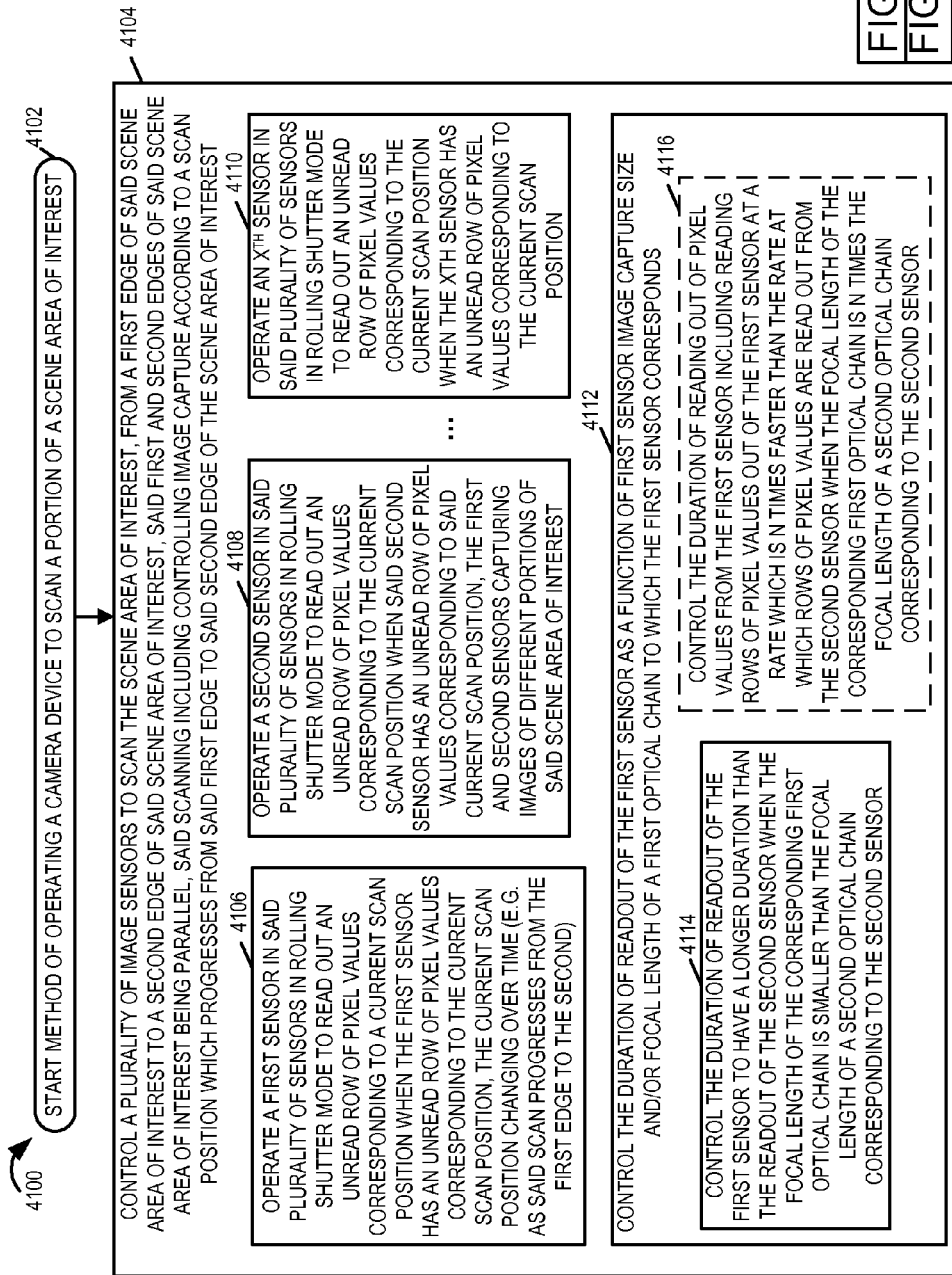 4100
START METHOD OF OPERATING A CAMERA DEVICE TO SCAN A PORTION OF A SCENE AREA OF INTEREST
4102
4104
CONTROL A PLURALITY OF IMAGE SENSORS TO SCAN THE SCENE AREA OF INTEREST, FROM A FIRST EDGE OF SAID SCENE
AREA OF INTEREST TO A SECOND EDGE OF SAID SCENE AREA OF INTEREST, SAID FIRST AND SECOND EDGES OF SAID SCENE
AREA OF INTEREST BEING PARALLEL, SAID SCANNING INCLUDING CONTROLLING IMAGE CAPTURE ACCORDING TO A SCAN
POSITION WHICH PROGRESSES FROM SAID FIRST EDGE TO SAID SECOND EDGE OF THE SCENE AREA OF INTEREST
4106
OPERATE A FIRST SENSOR IN SAID
PLURALITY OF SENSORS IN ROLLING
SHUTTER MODE TO READ OUT AN
UNREAD ROW OF PIXEL VALUES
CORRESPONDING TO A CURRENT SCAN
POSITION WHEN THE FIRST SENSOR
HAS AN UNREAD ROW OF PIXEL VALUES
CORRESPONDING TO THE CURRENT
SCAN POSITION, THE CURRENT SCAN
POSITION CHANGING OVER TIME (E.G.
AS SAID SCAN PROGRESSES FROM THE
FIRST EDGE TO THE SECOND)
4108
OPERATE A SECOND SENSOR IN SAID
PLURALITY OF SENSORS IN ROLLING
SHUTTER MODE TO READ OUT AN
UNREAD ROW OF PIXEL VALUES
CORRESPONDING TO THE CURRENT
SCAN POSITION WHEN SAID SECOND
SENSOR HAS AN UNREAD ROW OF PIXEL
VALUES CORRESPONDING TO SAID
CURRENT SCAN POSITION, THE FIRST
AND SECOND SENSORS CAPTURING
IMAGES OF DIFFERENT PORTIONS OF
SAID SCENE AREA OF INTEREST
...
4110
OPERATE AN XTH SENSOR IN
SAID PLURALITY OF SENSORS
IN ROLLING SHUTTER MODE
TO READ OUT AN UNREAD
ROW OF PIXEL VALUES
CORRESPONDING TO THE
CURRENT SCAN POSITION
WHEN THE XTH SENSOR HAS
AN UNREAD ROW OF PIXEL
VALUES CORRESPONDING TO
THE CURRENT SCAN
POSITION
4112
CONTROL THE DURATION OF READOUT OF THE FIRST SENSOR AS A FUNCTION OF FIRST SENSOR IMAGE CAPTURE SIZE
AND/OR FOCAL LENGTH OF A FIRST OPTICAL CHAIN TO WHICH THE FIRST SENSOR CORRESPONDS
4114
CONTROL THE DURATION OF READOUT OF THE
FIRST SENSOR TO HAVE A LONGER DURATION THAN
THE READOUT OF THE SECOND SENSOR WHEN THE
FOCAL LENGTH OF THE CORRESPONDING FIRST
OPTICAL CHAIN IS SMALLER THAN THE FOCAL
LENGTH OF A SECOND OPTICAL CHAIN
CORRESPONDING TO THE SECOND SENSOR
4116
CONTROL THE DURATION OF READING OUT OF PIXEL
VALUES FROM THE FIRST SENSOR INCLUDING READING
ROWS OF PIXEL VALUES OUT OF THE FIRST SENSOR AT A
RATE WHICH IS N TIMES FASTER THAN THE RATE AT
WHICH ROWS OF PIXEL VALUES ARE READ OUT FROM
THE SECOND SENSOR WHEN THE FOCAL LENGTH OF THE
CORRESPONDING FIRST OPTICAL CHAIN IS N TIMES THE
FOCAL LENGTH OF A SECOND OPTICAL CHAIN
CORRESPONDING TO THE SECOND SENSOR
FIG
FIG